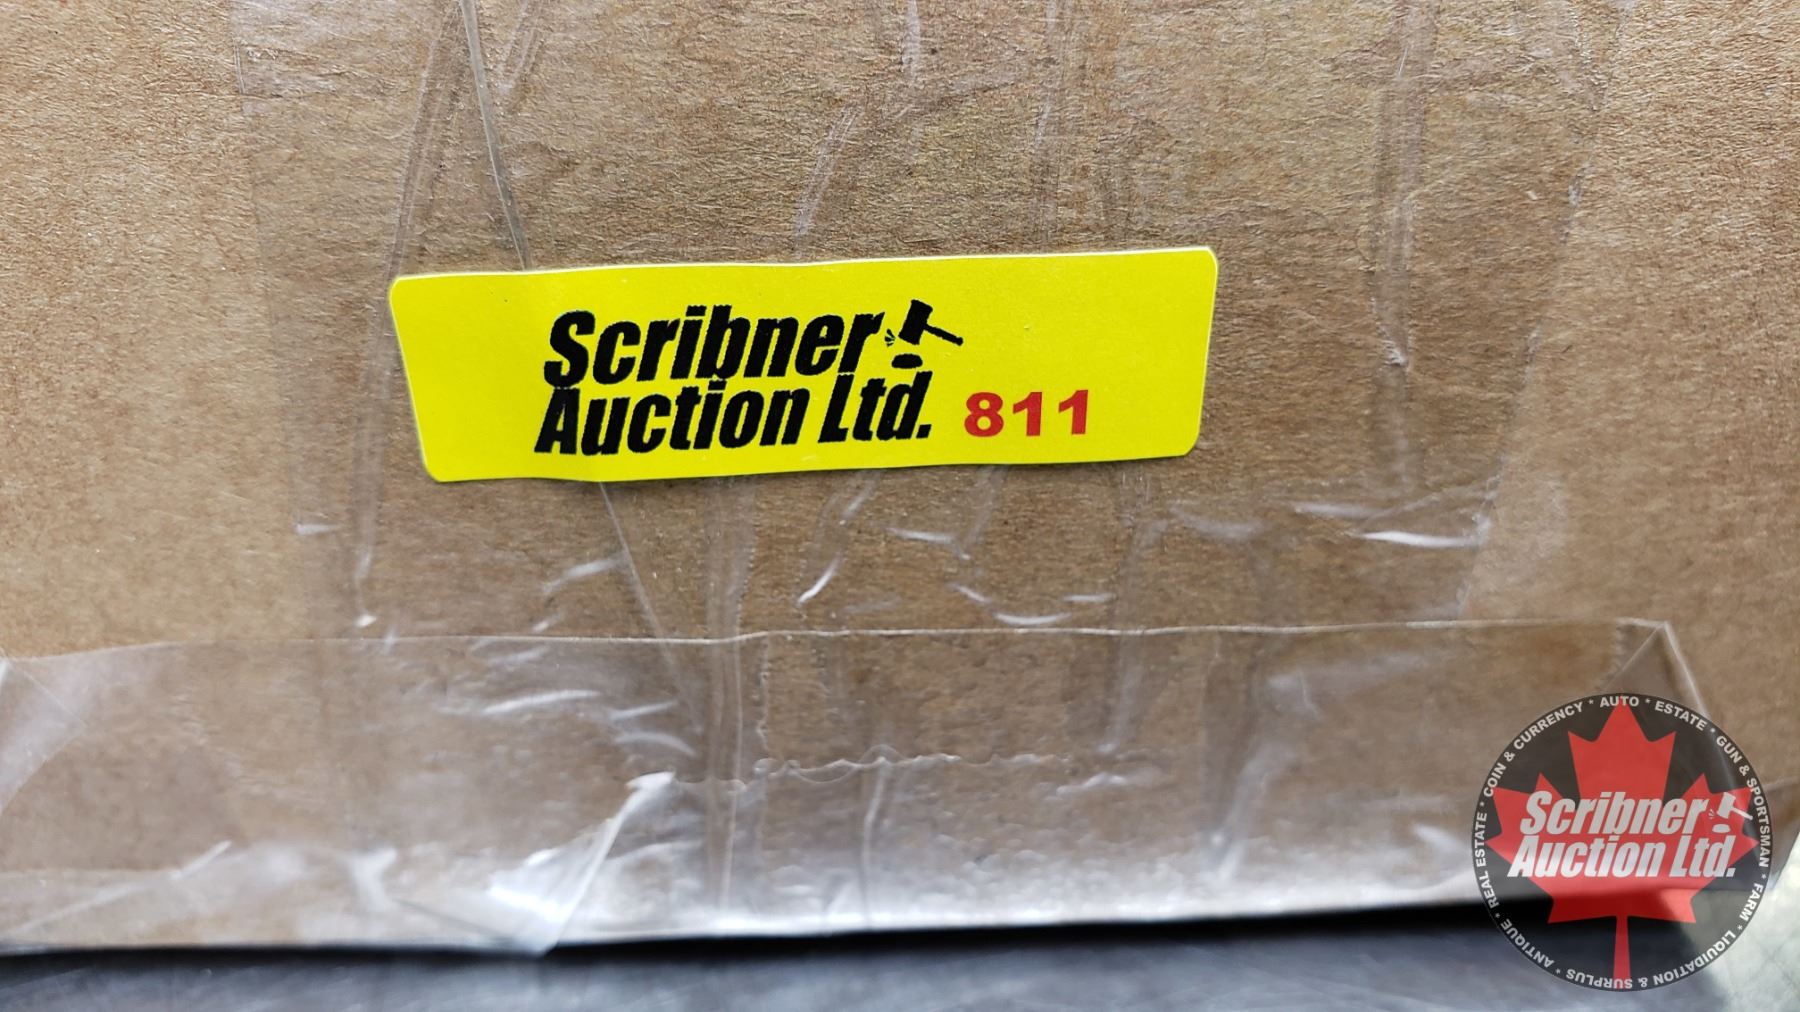 Scribner
Auction Ltd. 811
REAL ESTATE * COIN & CURRENCY * AUTO * ESTATE * GUN & SPORTSMAN * FARM * LIQUIDATION & SURPLUS * ANTIQUE *
Scribner
Auction Ltd.